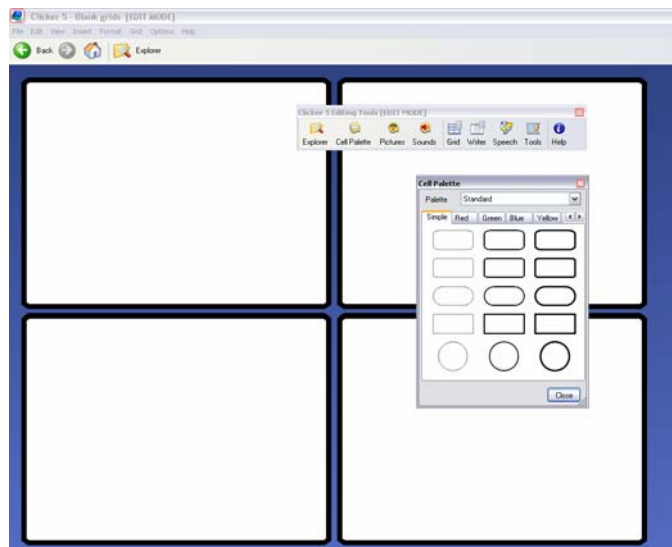 Clicker 5 - Blank grids [EDIT MODE]
File Edit View Insert Format Grid Options Help
Back Explorer
Clicker 5 Editing Tools [EDIT MODE]
Explorer Cell Palette Pictures Sounds Grid Writer Speech Tools Help
Cell Palette
Palette Standard
Simple Red Green Blue Yellow
Close